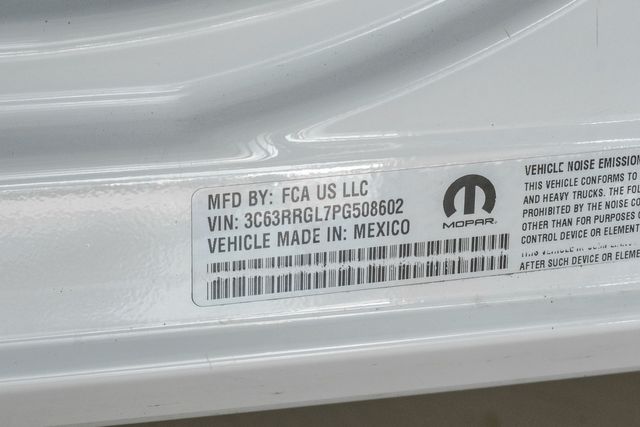 MFD BY: FCA US LLC
VIN: 3C63RRGL7PG508602
VEHICLE MADE IN: MEXICO
MOPAR
VEHICLE NOISE EMISSION
THIS VEHICLE CONFORMS TO
AND HEAVY TRUCKS. THE FOL
PROHIBITED BY THE NOISE CO
OTHER THAN FOR PURPOSES
CONTROL DEVICE OR ELEMENT
AFTER SUCH DEVICE OR ELEME